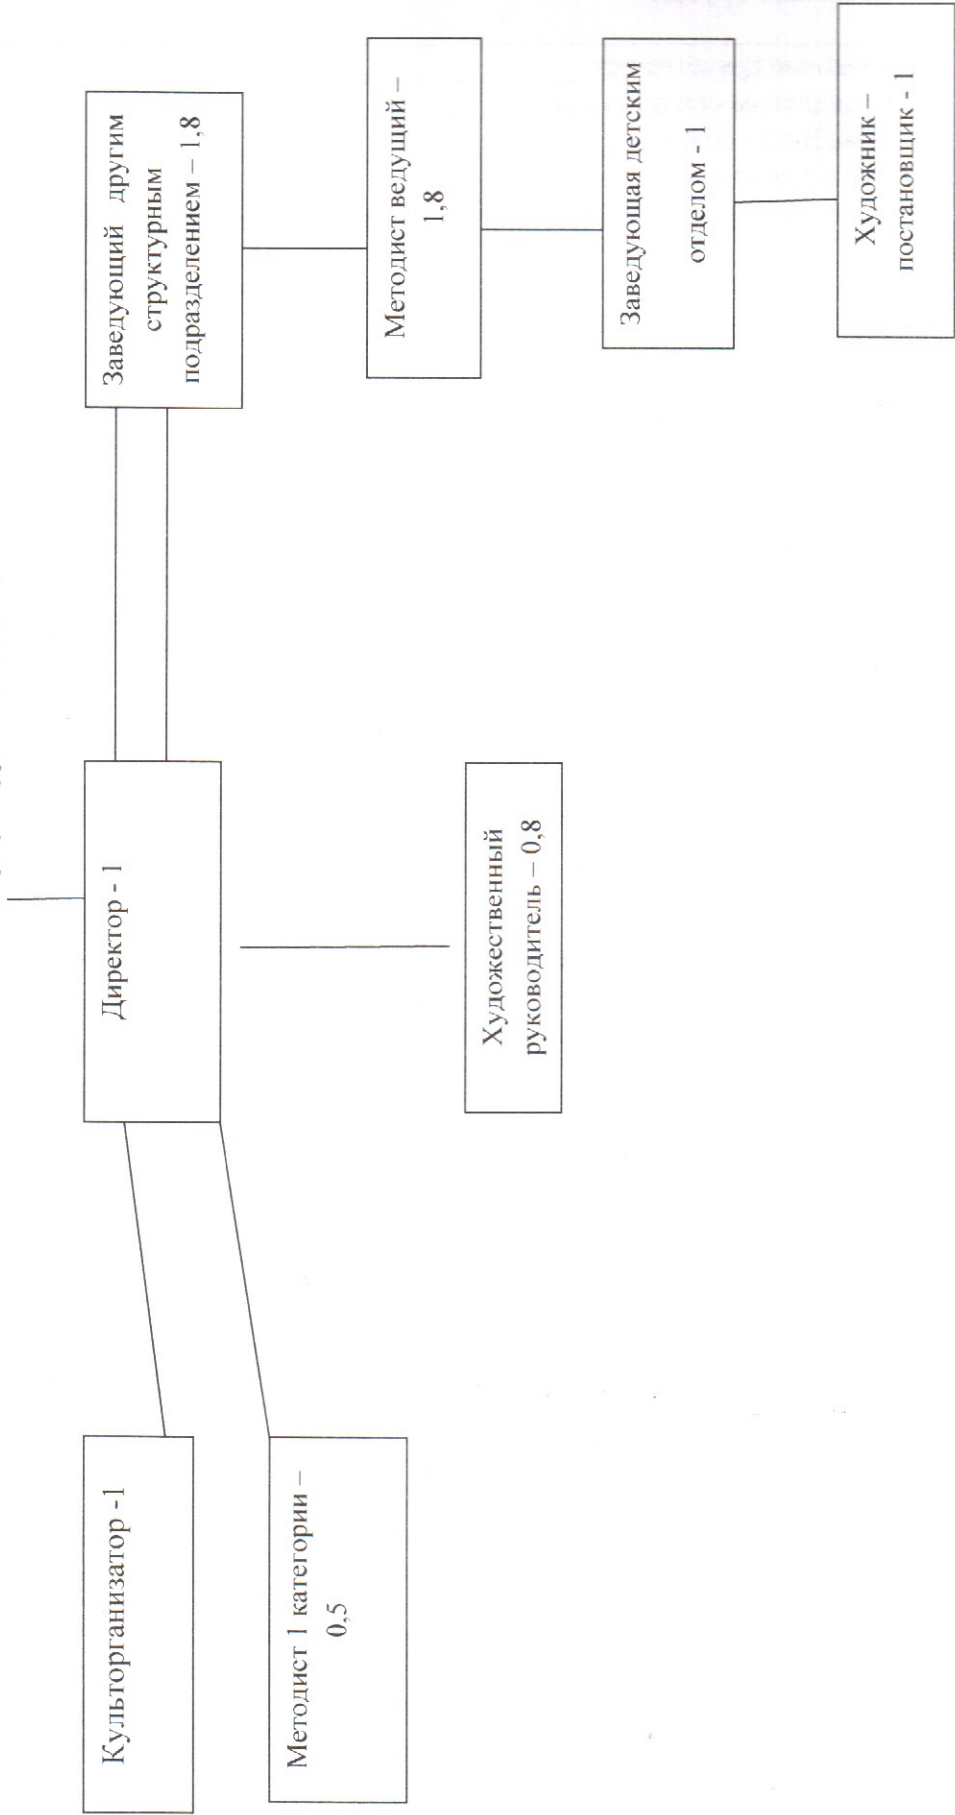 Директор - 1
Культорганизатор -1
Методист 1 категории –
0,5
Художественный
руководитель – 0,8
Заведующий другим
структурным
подразделением – 1,8
Методист ведущий –
1,8
Заведующая детским
отделом - 1
Художник –
постановщик - 1